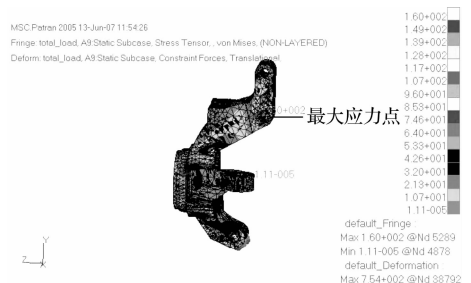 MSC.Patran 2005 13-Jun-07 11:54:26
Fringe: total_load, A9:Static Subcase, Stress Tensor, , von Mises, (NON-LAYERED)
Deform: total_load, A9:Static Subcase, Constraint Forces, Translational,
1.60+002
1.49+002
1.39+002
1.28+002
1.17+002
1.07+002
9.60+001
8.53+001
7.46+001
6.40+001
5.33+001
4.26+001
3.20+001
2.13+001
1.07+001
1.11-005
0+002
最大应力点
1.11-005
Y
Z
X
default_Fringe :
Max 1.60+002 @Nd 5289
Min 1.11-005 @Nd 4878
default_Deformation :
Max 7.54+002 @Nd 38792